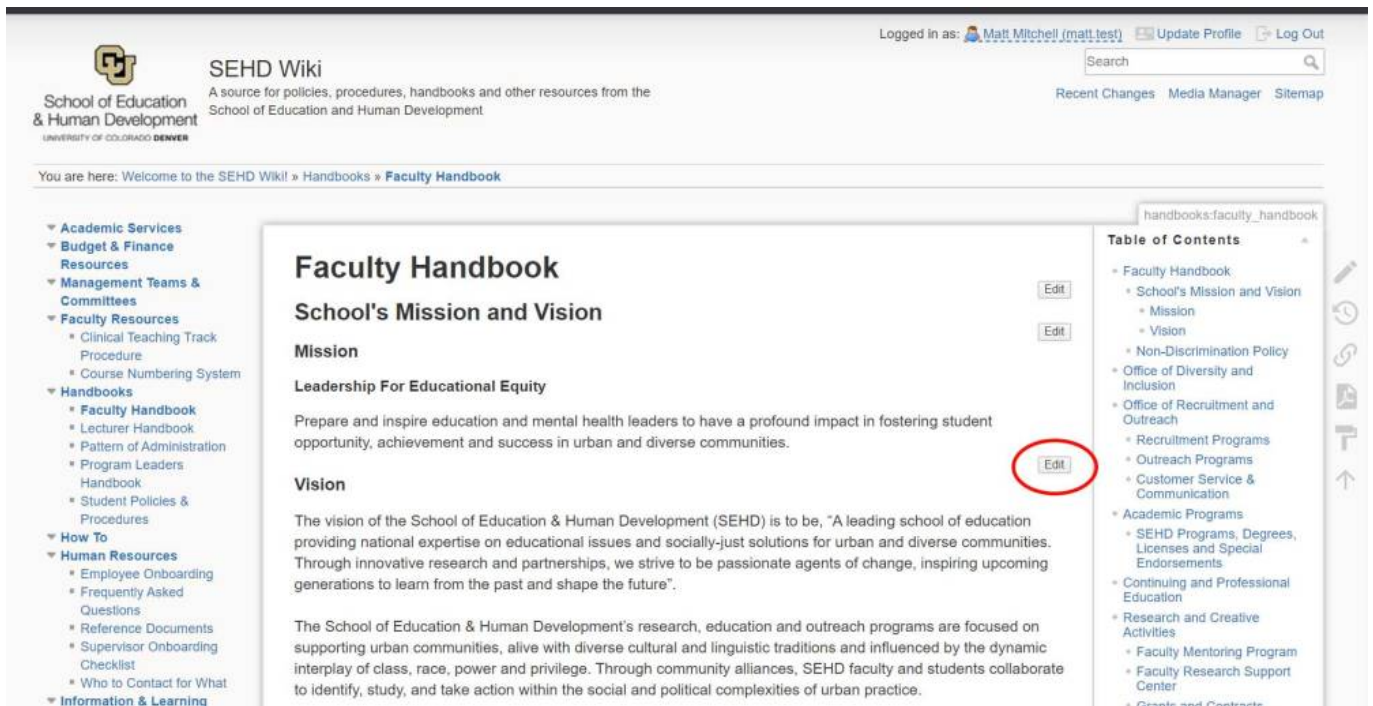 Logged in as: Matt Mitchell (matt.test) Update Profile Log Out
School of Education
& Human Development
UNIVERSITY OF COLORADO DENVER
SEHD Wiki
A source for policies, procedures, handbooks and other resources from the
School of Education and Human Development
Search
Recent Changes Media Manager Sitemap
You are here: Welcome to the SEHD Wiki! » Handbooks » Faculty Handbook
Academic Services
Budget & Finance
Resources
Management Teams &
Committees
Faculty Resources
Clinical Teaching Track
Procedure
Course Numbering System
Handbooks
Faculty Handbook
Lecturer Handbook
Pattern of Administration
Program Leaders
Handbook
Student Policies &
Procedures
How To
Human Resources
Employee Onboarding
Frequently Asked
Questions
Reference Documents
Supervisor Onboarding
Checklist
Who to Contact for What
Information & Learning
Faculty Handbook
Edit
School's Mission and Vision
Edit
Mission
Leadership For Educational Equity
Prepare and inspire education and mental health leaders to have a profound impact in fostering student
opportunity, achievement and success in urban and diverse communities.
Edit
Vision
The vision of the School of Education & Human Development (SEHD) is to be, “A leading school of education
providing national expertise on educational issues and socially-just solutions for urban and diverse communities.
Through innovative research and partnerships, we strive to be passionate agents of change, inspiring upcoming
generations to learn from the past and shape the future”.
The School of Education & Human Development's research, education and outreach programs are focused on
supporting urban communities, alive with diverse cultural and linguistic traditions and influenced by the dynamic
interplay of class, race, power and privilege. Through community alliances, SEHD faculty and students collaborate
to identify, study, and take action within the social and political complexities of urban practice.
handbooks:faculty_handbook
Table of Contents
Faculty Handbook
School's Mission and Vision
Mission
Vision
Non-Discrimination Policy
Office of Diversity and
Inclusion
Office of Recruitment and
Outreach
Recruitment Programs
Outreach Programs
Customer Service &
Communication
Academic Programs
SEHD Programs, Degrees,
Licenses and Special
Endorsements
Continuing and Professional
Education
Research and Creative
Activities
Faculty Mentoring Program
Faculty Research Support
Center
Grants and Contracts